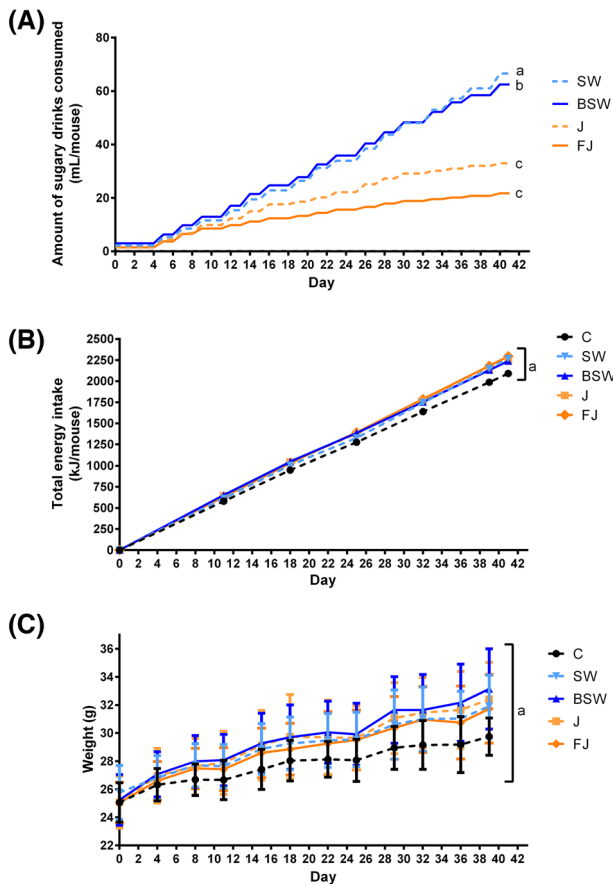 (A)
80
60
40
20
0
Amount of sugary drinks consumed
(mL/mouse)
0 2 4 6 8 10 12 14 16 18 20 22 24 26 28 30 32 34 36 38 40 42
Day
a
b
c
c
SW
BSW
J
FJ
(B)
2500
2250
2000
1750
1500
1250
1000
750
500
250
0
Total energy intake
(kJ/mouse)
0 2 4 6 8 10 12 14 16 18 20 22 24 26 28 30 32 34 36 38 40 42
Day
a
C
SW
BSW
J
FJ
(C)
36
34
32
30
28
26
24
22
Weight (g)
0 2 4 6 8 10 12 14 16 18 20 22 24 26 28 30 32 34 36 38 40 42
Day
a
C
SW
BSW
J
FJ